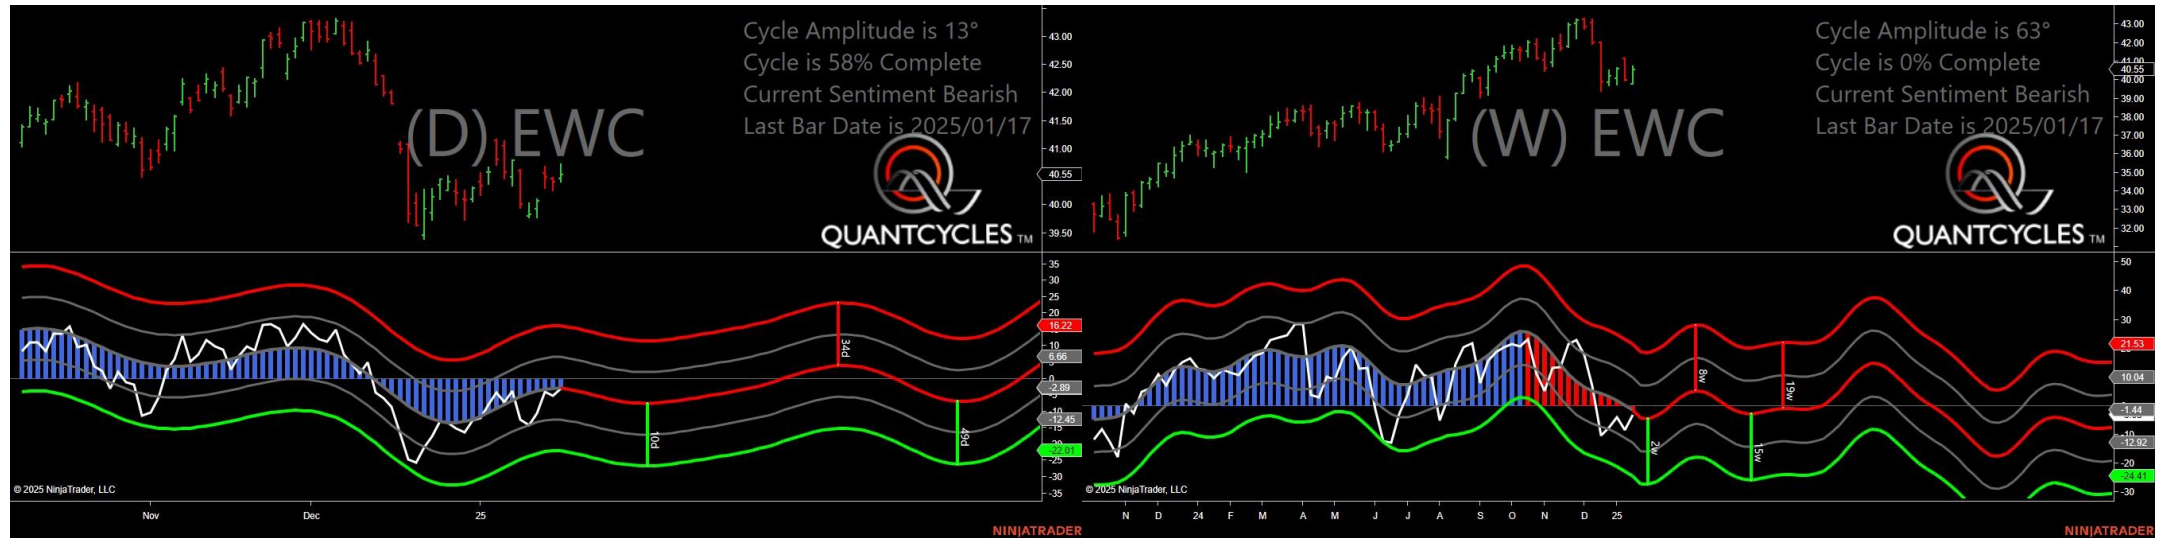 Cycle Amplitude is 13°
Cycle is 58% Complete
Current Sentiment Bearish
Last Bar Date is 2025/01/17
(D) EWC
QUANTCYCLES TM
43.00
42.50
42.00
41.50
41.00
40.55
40.00
39.50
35
30
25
20
16.22
10
6.66
0
-2.89
-5
-10
-12.45
-15
-22.01
-25
-30
-35
34d
10d
49d
© 2025 NinjaTrader, LLC
Nov
Dec
25
NINJATRADER
Cycle Amplitude is 63°
Cycle is 0% Complete
Current Sentiment Bearish
Last Bar Date is 2025/01/17
(W) EWC
QUANTCYCLES TM
43.00
42.00
41.00
40.55
40.00
39.00
38.00
37.00
36.00
35.00
34.00
33.00
32.00
50
40
30
21.53
10.04
-1.44
-10
-12.92
-20
-24.41
-30
8w
19w
2w
15w
© 2025 NinjaTrader, LLC
N D 24 F M A M J J A S O N D 25
NINJATRADER